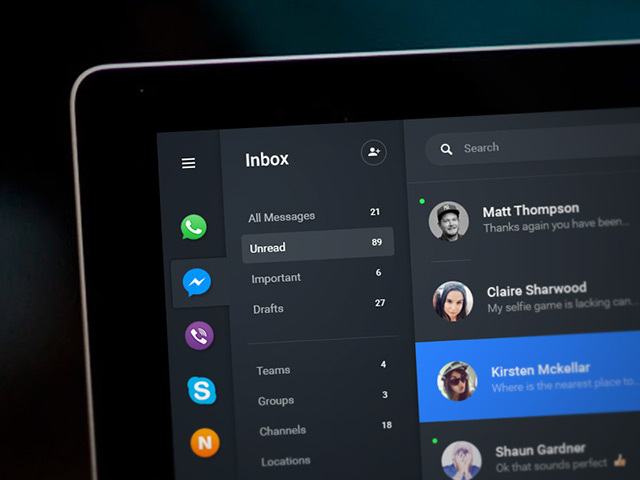 Inbox
All Messages 21
Unread 89
Important 6
Drafts 27
Teams 4
Groups 3
Channels 18
Locations
N
Search
Matt Thompson
Thanks again you have been...
Claire Sharwood
My selfie game is lacking can...
Kirsten Mckellar
Where is the nearest place to...
Shaun Gardner
Ok that sounds perfect 👍